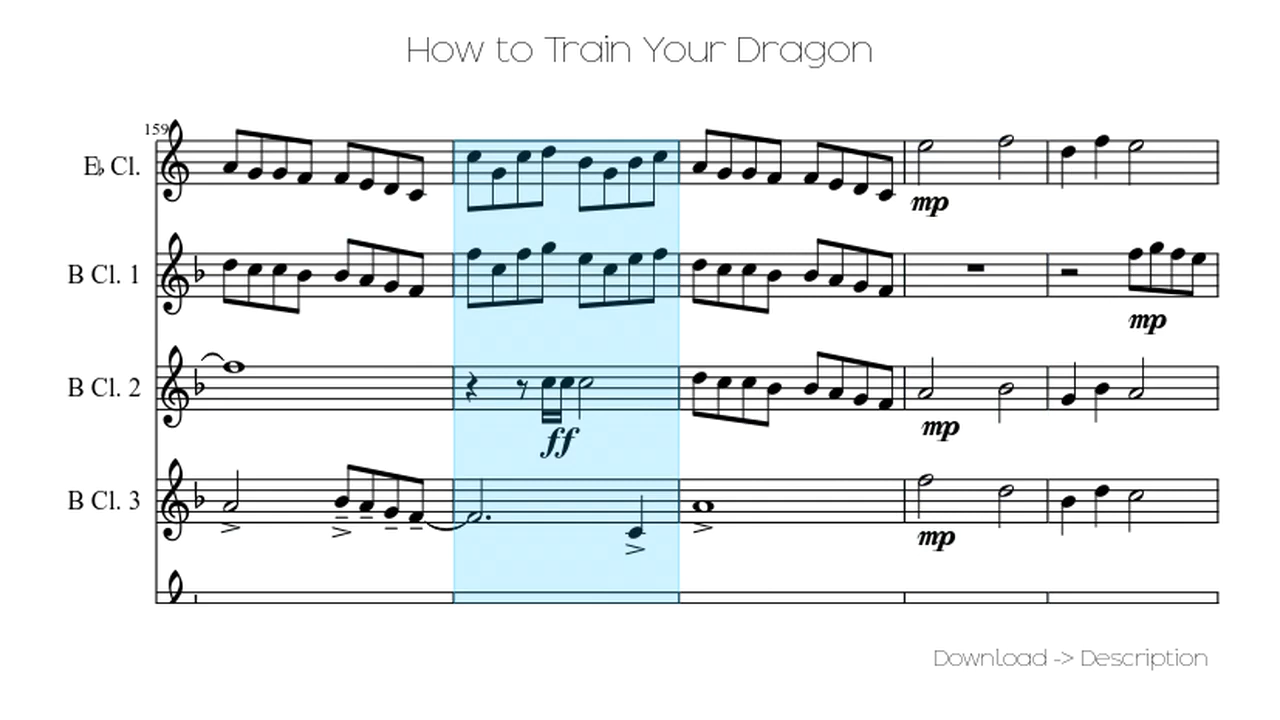 How to Train Your Dragon
159
E♭ Cl.
mp
B Cl. 1
mp
B Cl. 2
ff
mp
B Cl. 3
mp
Download -> Description